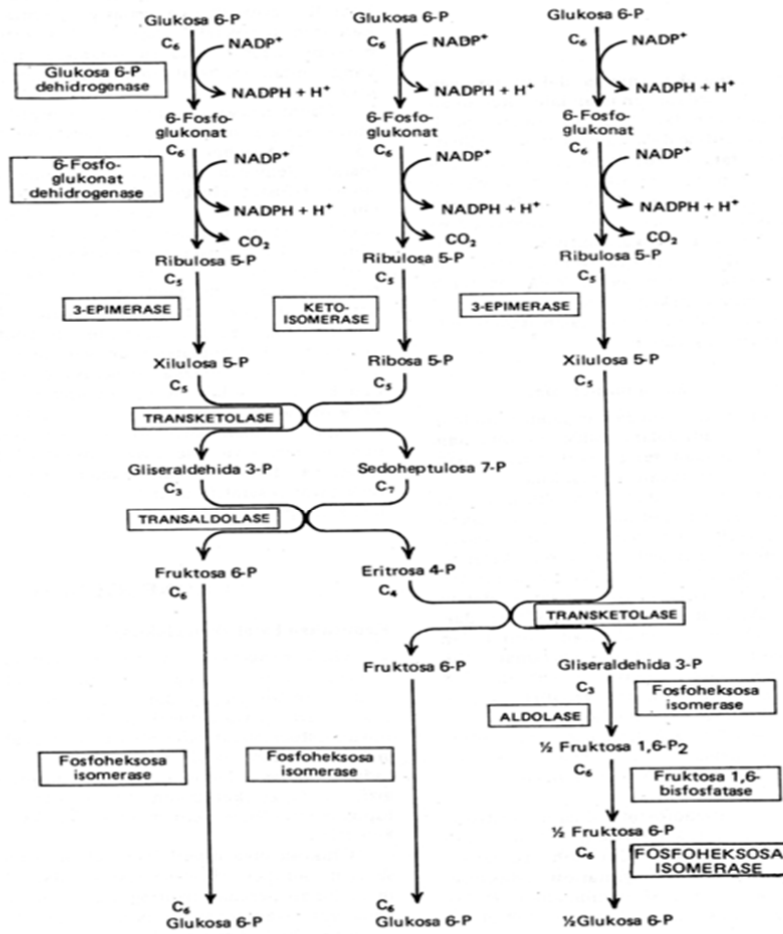 Glukosa 6-P Glukosa 6-P Glukosa 6-P
C6 NADP+ C6 NADP+ C6 NADP+
Glukosa 6-P
dehidrogenase
NADPH + H+ NADPH + H+ NADPH + H+
6-Fosfo-
glukonat
6-Fosfo-
glukonat
6-Fosfo-
glukonat
C6 NADP+ C6 NADP+ C6 NADP+
6-Fosfo-
glukonat
dehidrogenase
NADPH + H+ NADPH + H+ NADPH + H+
CO2 CO2 CO2
Ribulosa 5-P Ribulosa 5-P Ribulosa 5-P
C5 C5 C5
3-EPIMERASE
KETO-
ISOMERASE
3-EPIMERASE
Xilulosa 5-P Ribosa 5-P Xilulosa 5-P
C5 C5 C5
TRANSKETOLASE
Gliseraldehida 3-P Sedoheptulosa 7-P
C3 C7
TRANSALDOLASE
Fruktosa 6-P Eritrosa 4-P
C6 C4
TRANSKETOLASE
Fruktosa 6-P Gliseraldehida 3-P
C3
Fosfoheksosa
isomerase
ALDOLASE
½ Fruktosa 1,6-P2
C6
Fosfoheksosa
isomerase
Fosfoheksosa
isomerase
Fruktosa 1,6-
bisfosfatase
½ Fruktosa 6-P
C6
FOSFOHEKSOSA
ISOMERASE
C6 C6
Glukosa 6-P Glukosa 6-P ½Glukosa 6-P